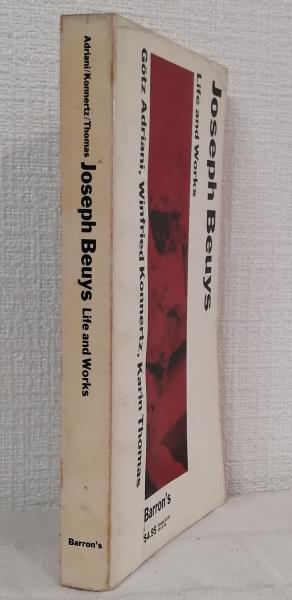 Adriani/Konnertz/Thomas Joseph Beuys Life and Works
Barron's
Joseph Beuys
Life and Works
Götz Adriani, Winfried Konnertz, Karin Thomas
Barron's
$4.95